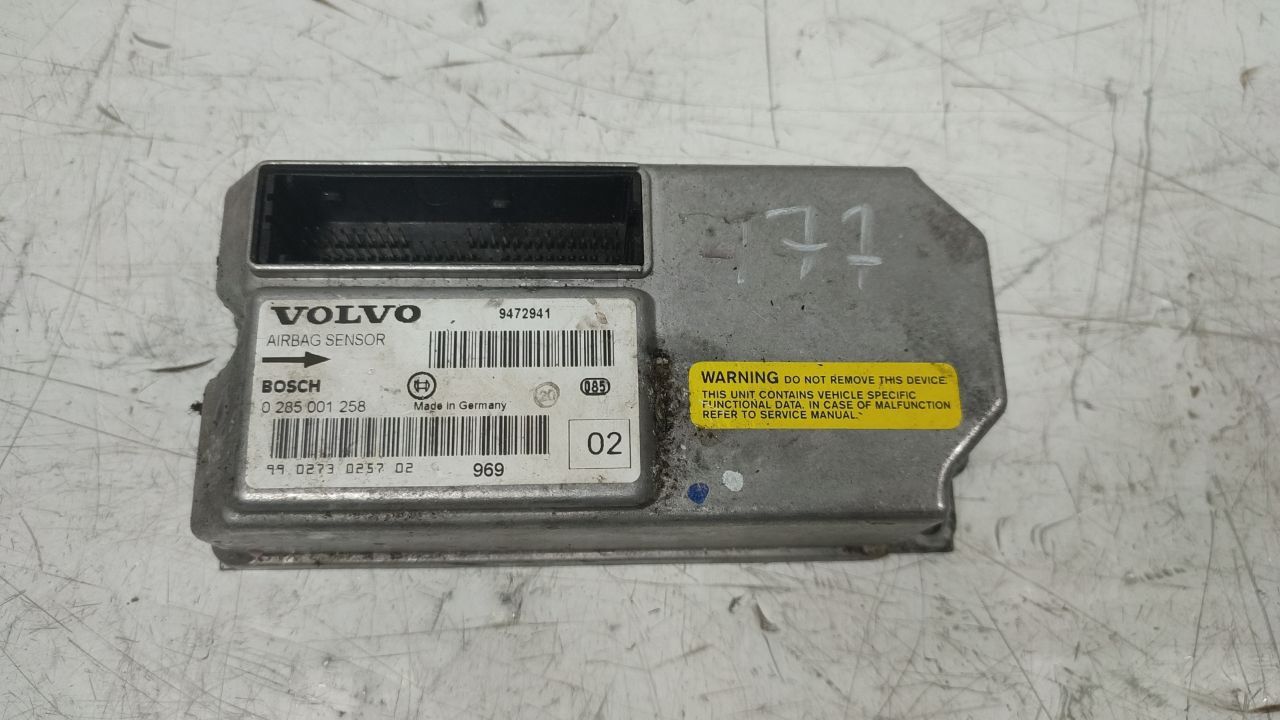 171
VOLVO 9472941
AIRBAG SENSOR
BOSCH 085
0 285 001 258 Made in Germany 20
02
99 0273 0257 02 969
WARNING DO NOT REMOVE THIS DEVICE.
THIS UNIT CONTAINS VEHICLE SPECIFIC
FUNCTIONAL DATA. IN CASE OF MALFUNCTION
REFER TO SERVICE MANUAL.